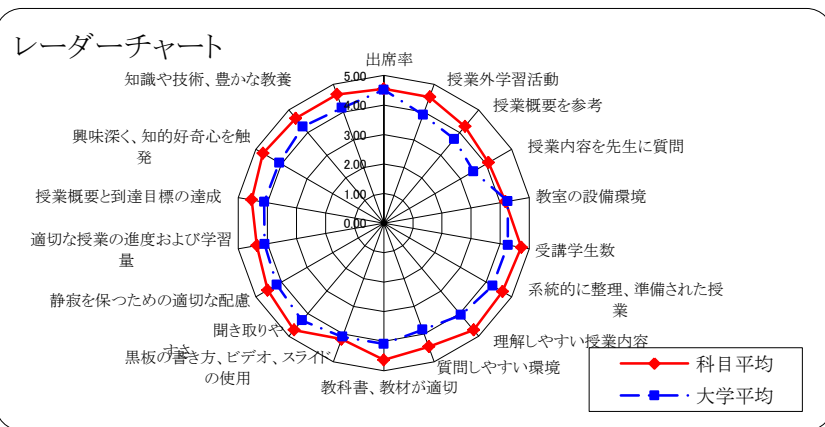 レーダーチャート
出席率
授業外学習活動
授業概要を参考
授業内容を先生に質問
教室の設備環境
受講学生数
系統的に整理、準備された授
業
理解しやすい授業内容
質問しやすい環境
教科書、教材が適切
黒板の書き方、ビデオ、スライド
の使用
聞き取りや
すさ
静寂を保つための適切な配慮
適切な授業の進度および学習
量
授業概要と到達目標の達成
興味深く、知的好奇心を触
発
知識や技術、豊かな教養
5.00
4.00
3.00
2.00
1.00
0.00
科目平均
大学平均